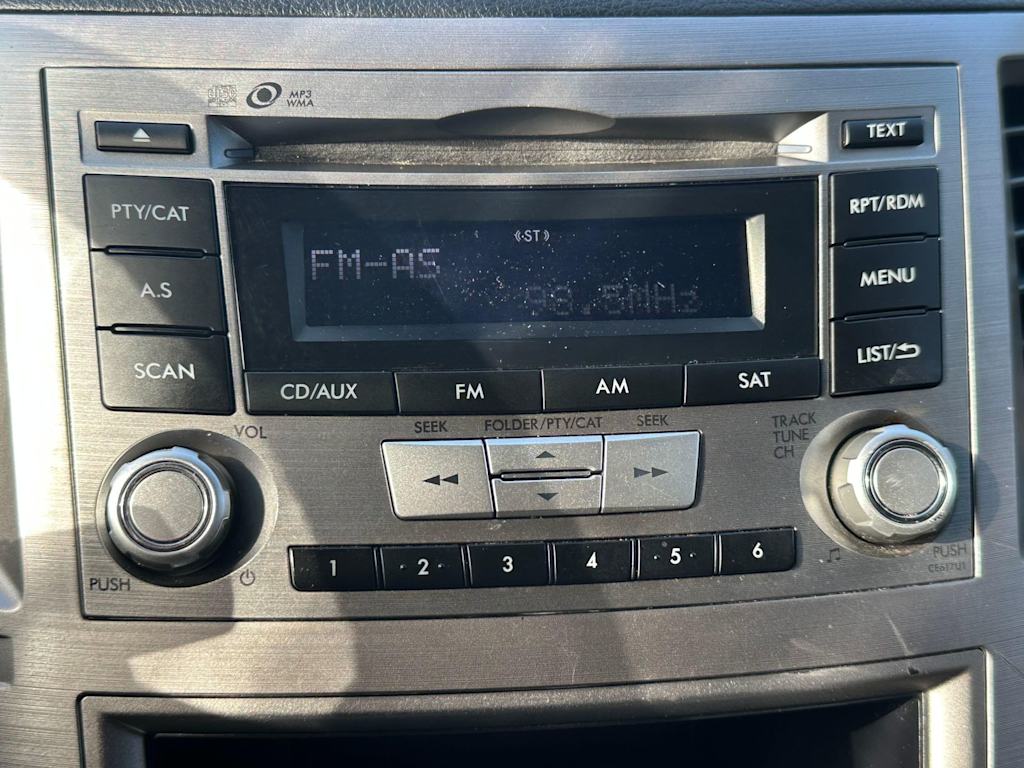 MP3
WMA
TEXT
PTY/CAT
RPT/RDM
ST
FM-AS
A.S
MENU
SCAN
LIST/
CD/AUX
FM
AM
SAT
VOL
SEEK
FOLDER/PTY/CAT
SEEK
TRACK
TUNE
CH
1
2
3
4
5
6
PUSH
PUSH
CE617U1